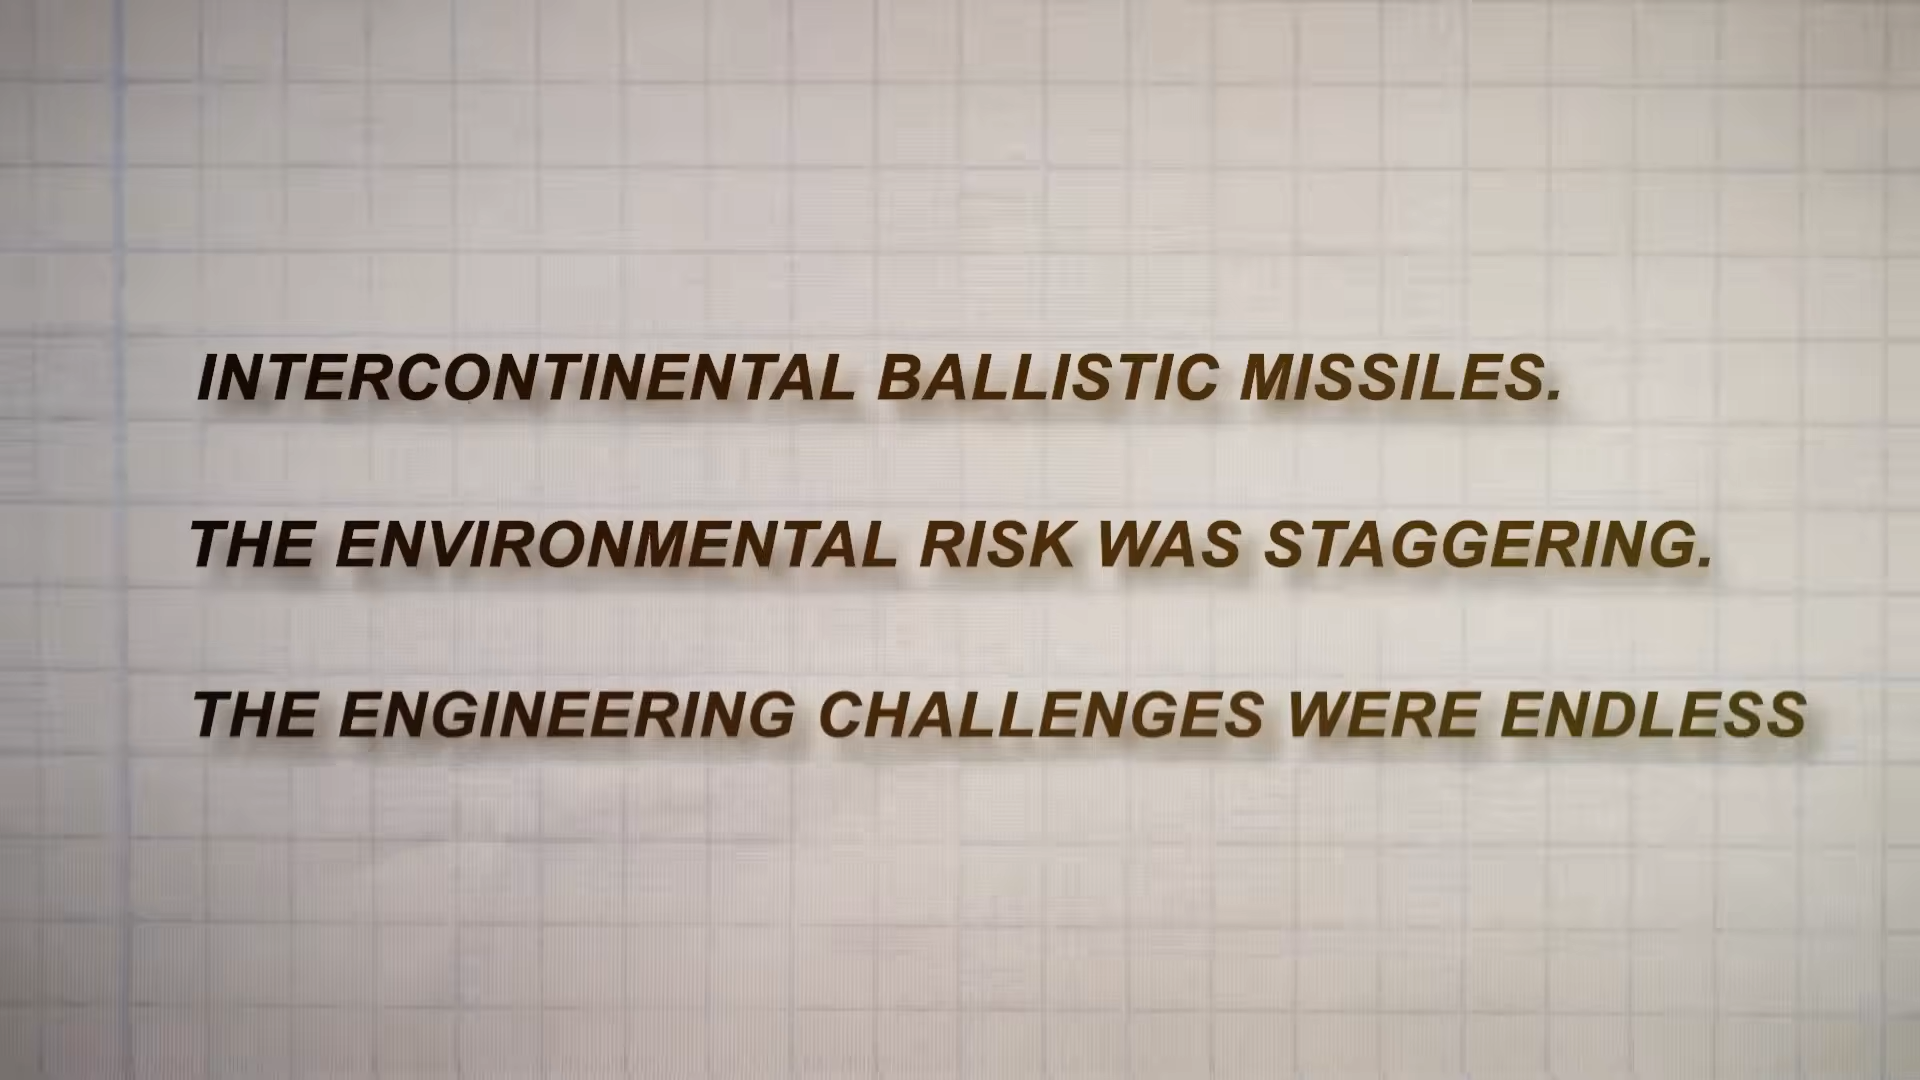 INTERCONTINENTAL BALLISTIC MISSILES.
THE ENVIRONMENTAL RISK WAS STAGGERING.
THE ENGINEERING CHALLENGES WERE ENDLESS